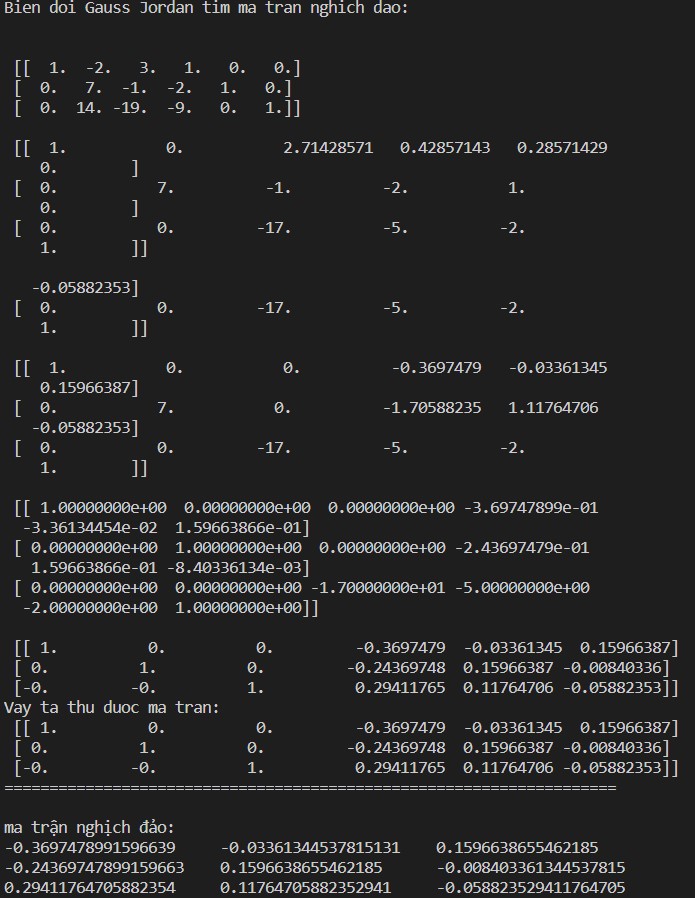 Bien doi Gauss Jordan tim ma tran nghich dao:
[[  1.  -2.   3.   1.   0.   0.]
[  0.   7.  -1.  -2.   1.   0.]
[  0.  14. -19.  -9.   0.   1.]]
[[  1.           0.           2.71428571   0.42857143   0.28571429
0.        ]
[  0.           7.          -1.          -2.           1.
0.        ]
[  0.           0.         -17.          -5.          -2.
1.        ]]
-0.05882353]
[  0.           0.         -17.          -5.          -2.
1.        ]]
[[  1.           0.           0.          -0.3697479   -0.03361345
0.15966387]
[  0.           7.           0.          -1.70588235   1.11764706
-0.05882353]
[  0.           0.         -17.          -5.          -2.
1.        ]]
[[ 1.00000000e+00  0.00000000e+00  0.00000000e+00 -3.69747899e-01
-3.36134454e-02  1.59663866e-01]
[ 0.00000000e+00  1.00000000e+00  0.00000000e+00 -2.43697479e-01
1.59663866e-01 -8.40336134e-03]
[ 0.00000000e+00  0.00000000e+00 -1.70000000e+01 -5.00000000e+00
-2.00000000e+00  1.00000000e+00]]
[[ 1.          0.          0.         -0.3697479  -0.03361345  0.15966387]
[ 0.          1.          0.         -0.24369748  0.15966387 -0.00840336]
[-0.         -0.          1.          0.29411765  0.11764706 -0.05882353]]
Vay ta thu duoc ma tran:
[[ 1.          0.          0.         -0.3697479  -0.03361345  0.15966387]
[ 0.          1.          0.         -0.24369748  0.15966387 -0.00840336]
[-0.         -0.          1.          0.29411765  0.11764706 -0.05882353]]
====================================================================
ma trận nghịch đảo:
-0.3697478991596639     -0.03361344537815131    0.1596638655462185
-0.24369747899159663    0.1596638655462185      -0.008403361344537815
0.29411764705882354     0.11764705882352941     -0.058823529411764705